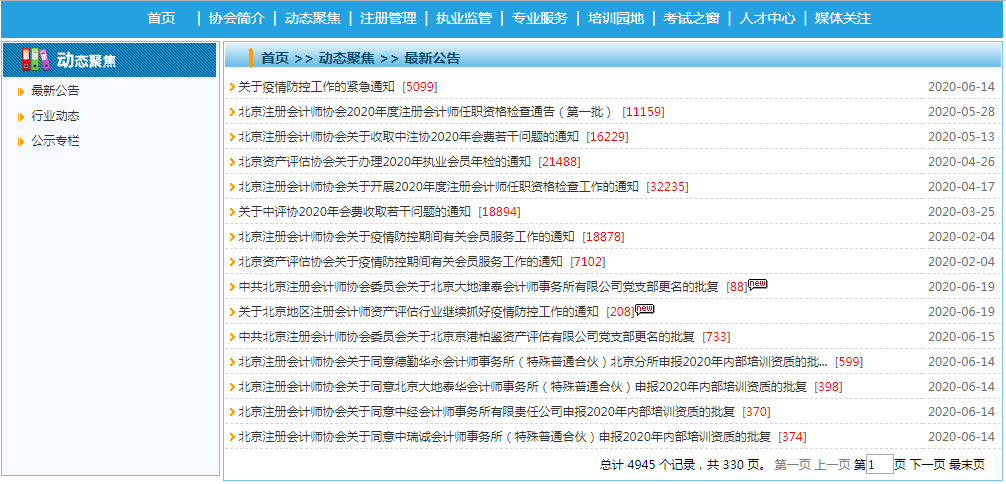 首页 | 协会简介 | 动态聚焦 | 注册管理 | 执业监管 | 专业服务 | 培训园地 | 考试之窗 | 人才中心 | 媒体关注
动态聚焦
最新公告
行业动态
公示专栏
首页 >> 动态聚焦 >> 最新公告
关于疫情防控工作的紧急通知 [5099] 2020-06-14
北京注册会计师协会2020年度注册会计师任职资格检查通告（第一批） [11159] 2020-05-28
北京注册会计师协会关于收取中注协2020年会费若干问题的通知 [16229] 2020-05-13
北京资产评估协会关于办理2020年执业会员年检的通知 [21488] 2020-04-26
北京注册会计师协会关于开展2020年度注册会计师任职资格检查工作的通知 [32235] 2020-04-17
关于中评协2020年会费收取若干问题的通知 [18894] 2020-03-25
北京注册会计师协会关于疫情防控期间有关会员服务工作的通知 [18878] 2020-02-04
北京资产评估协会关于疫情防控期间有关会员服务工作的通知 [7102] 2020-02-04
中共北京注册会计师协会委员会关于北京大地津泰会计师事务所有限公司党支部更名的批复 [88] new 2020-06-19
关于北京地区注册会计师资产评估行业继续抓好疫情防控工作的通知 [208] new 2020-06-19
中共北京注册会计师协会委员会关于北京京港柏鉴资产评估有限公司党支部更名的批复 [733] 2020-06-15
北京注册会计师协会关于同意德勤华永会计师事务所（特殊普通合伙）北京分所申报2020年内部培训资质的批... [599] 2020-06-14
北京注册会计师协会关于同意北京大地泰华会计师事务所（特殊普通合伙）申报2020年内部培训资质的批复 [398] 2020-06-14
北京注册会计师协会关于同意中经会计师事务所有限责任公司申报2020年内部培训资质的批复 [370] 2020-06-14
北京注册会计师协会关于同意中瑞诚会计师事务所（特殊普通合伙）申报2020年内部培训资质的批复 [374] 2020-06-14
总计 4945 个记录，共 330 页。 第一页 上一页 第1页 下一页 最末页